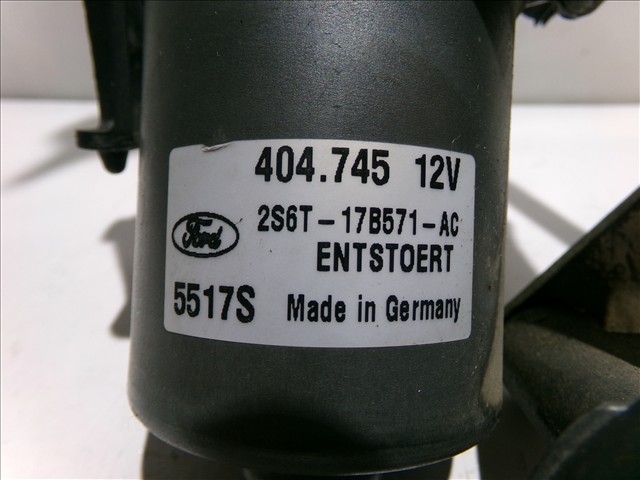 404.745 12V
2S6T-17B571-AC
Ford
ENTSTOERT
5517S Made in Germany